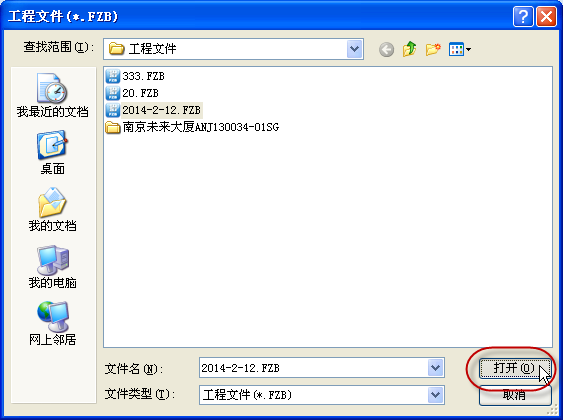 工程文件(*.FZB)
查找范围(I):
工程文件
333.FZB
20.FZB
2014-2-12.FZB
南京未来大厦ANJ130034-01SG
我最近的文档
桌面
我的文档
我的电脑
网上邻居
文件名(N):
2014-2-12.FZB
打开(O)
文件类型(T):
工程文件(*.FZB)
取消